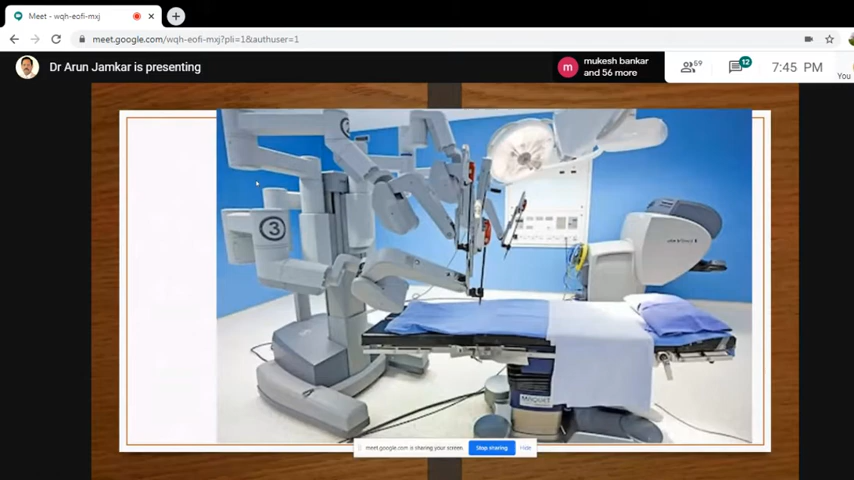 Meet - wqh-eofi-mxj
meet.google.com/wqh-eofi-mxj?pli=1&authuser=1
Dr Arun Jamkar is presenting
m
mukesh bankar
and 56 more
59
12
7:45 PM
You
2
3
MAQUET
meet.google.com is sharing your screen.
Stop sharing
Hide